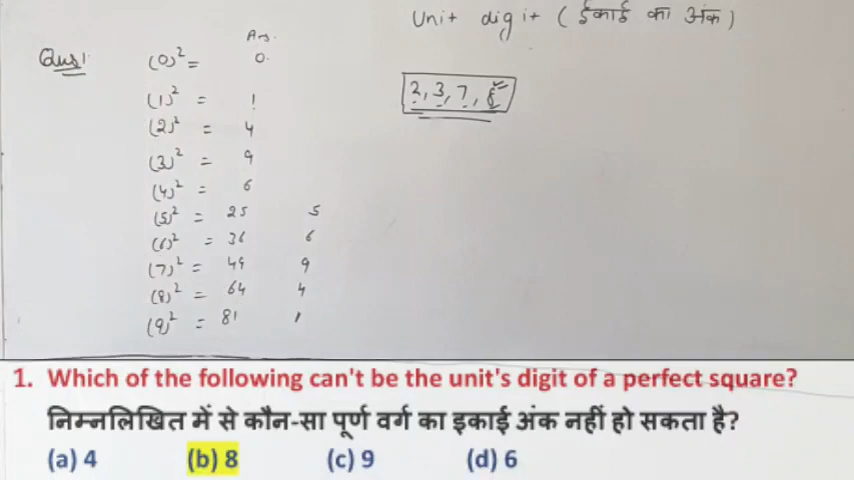 Unit digit (ईकाई का अंक)
Ans.
Qus1 (0)² = 0.
2, 3, 7, 8
(1)² = 1
(2)² = 4
(3)² = 9
(4)² = 6
(5)² = 25 5
(6)² = 36 6
(7)² = 49 9
(8)² = 64 4
(9)² = 81 1
1. Which of the following can't be the unit's digit of a perfect square?
निम्नलिखित में से कौन-सा पूर्ण वर्ग का इकाई अंक नहीं हो सकता है?
(a) 4 (b) 8 (c) 9 (d) 6